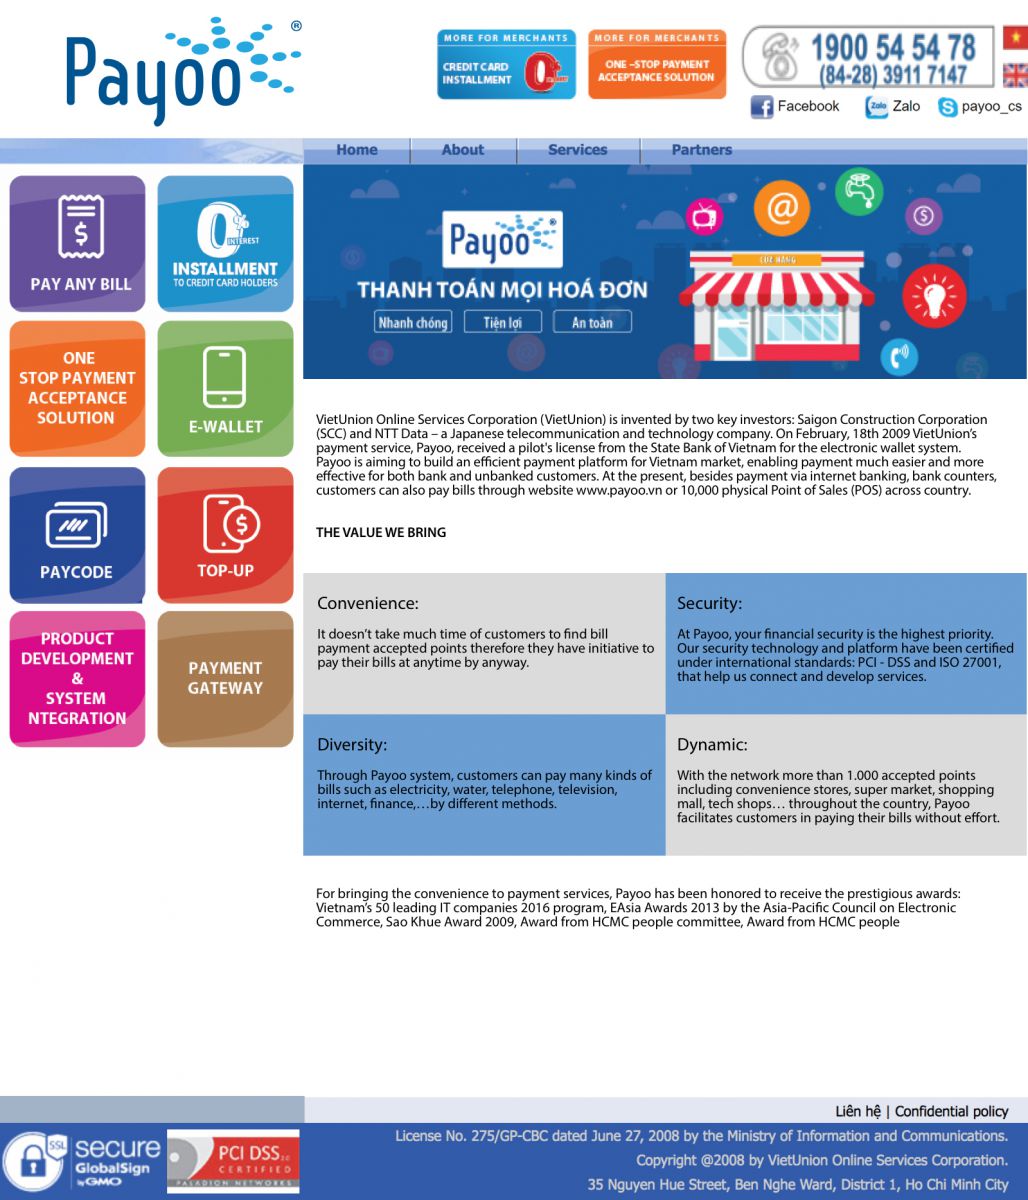 Payoo®
MORE FOR MERCHANTS
CREDIT CARD
INSTALLMENT
0%
MORE FOR MERCHANTS
ONE –STOP PAYMENT
ACCEPTANCE SOLUTION
1900 54 54 78
(84-28) 3911 7147
Facebook
Zalo
Zalo
payoo_cs
Home
About
Services
Partners
PAY ANY BILL
0%
INTEREST
INSTALLMENT
TO CREDIT CARD HOLDERS
ONE
STOP PAYMENT
ACCEPTANCE
SOLUTION
E-WALLET
PAYCODE
TOP-UP
PRODUCT
DEVELOPMENT
&
SYSTEM
NTEGRATION
PAYMENT
GATEWAY
Payoo®
THANH TOÁN MỌI HOÁ ĐƠN
Nhanh chóng
Tiện lợi
An toàn
CỬA HÀNG
VietUnion Online Services Corporation (VietUnion) is invented by two key investors: Saigon Construction Corporation
(SCC) and NTT Data – a Japanese telecommunication and technology company. On February, 18th 2009 VietUnion's
payment service, Payoo, received a pilot's license from the State Bank of Vietnam for the electronic wallet system.
Payoo is aiming to build an efficient payment platform for Vietnam market, enabling payment much easier and more
effective for both bank and unbanked customers. At the present, besides payment via internet banking, bank counters,
customers can also pay bills through website www.payoo.vn or 10,000 physical Point of Sales (POS) across country.
THE VALUE WE BRING
Convenience:
It doesn't take much time of customers to find bill
payment accepted points therefore they have initiative to
pay their bills at anytime by anyway.
Security:
At Payoo, your financial security is the highest priority.
Our security technology and platform have been certified
under international standards: PCI - DSS and ISO 27001,
that help us connect and develop services.
Diversity:
Through Payoo system, customers can pay many kinds of
bills such as electricity, water, telephone, television,
internet, finance,…by different methods.
Dynamic:
With the network more than 1.000 accepted points
including convenience stores, super market, shopping
mall, tech shops… throughout the country, Payoo
facilitates customers in paying their bills without effort.
For bringing the convenience to payment services, Payoo has been honored to receive the prestigious awards:
Vietnam's 50 leading IT companies 2016 program, EAsia Awards 2013 by the Asia-Pacific Council on Electronic
Commerce, Sao Khue Award 2009, Award from HCMC people committee, Award from HCMC people
Liên hệ | Confidential policy
SSL
secure
GlobalSign
by GMO
PCI DSS
CERTIFIED
PALADION NETWORKS
License No. 275/GP-CBC dated June 27, 2008 by the Ministry of Information and Communications.
Copyright @2008 by VietUnion Online Services Corporation.
35 Nguyen Hue Street, Ben Nghe Ward, District 1, Ho Chi Minh City